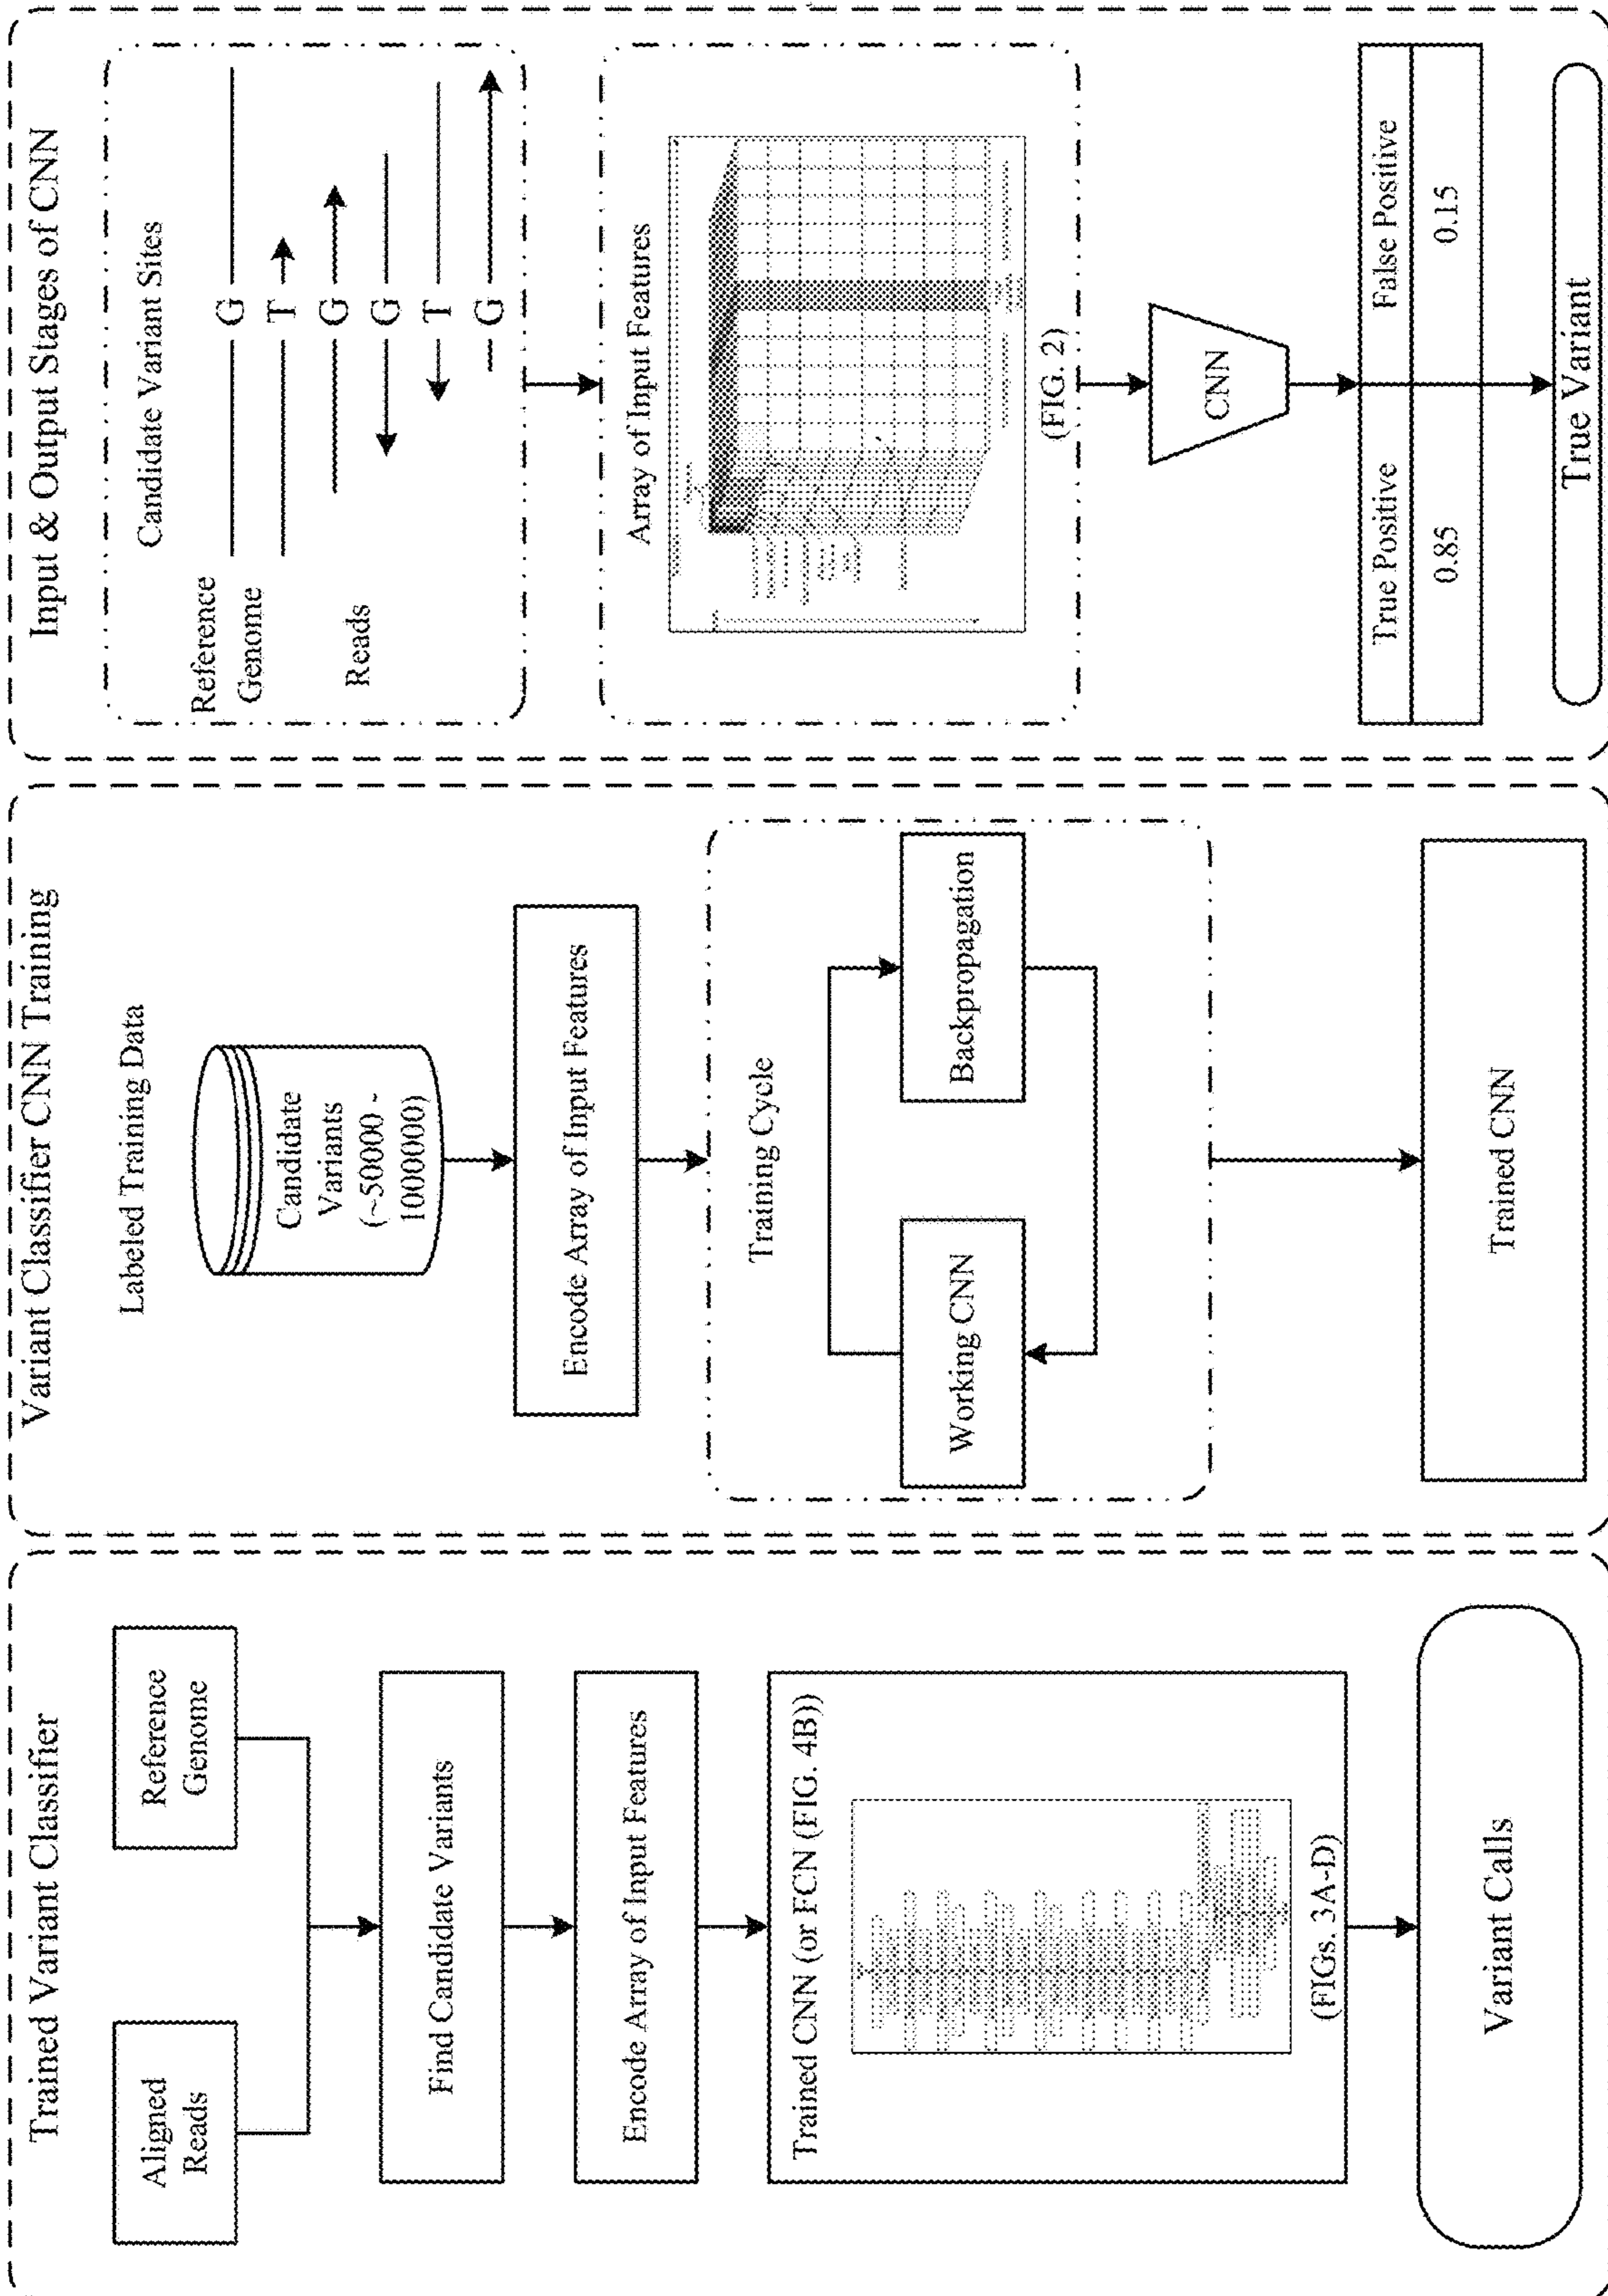 Trained Variant Classifier
Aligned
Reads
Reference
Genome
Find Candidate Variants
Encode Array of Input Features
Trained CNN (or FCN (FIG. 4B))
(FIGs. 3A-D)
Variant Calls
Variant Classifier CNN Training
Labeled Training Data
Candidate
Variants
(~50000 -
1000000)
Encode Array of Input Features
Training Cycle
Working CNN
Backpropagation
Trained CNN
Input & Output Stages of CNN
Candidate Variant Sites
Reference
Genome
Reads
G
T
G
G
T
G
Array of Input Features
(FIG. 2)
CNN
True Positive
False Positive
0.85
0.15
True Variant